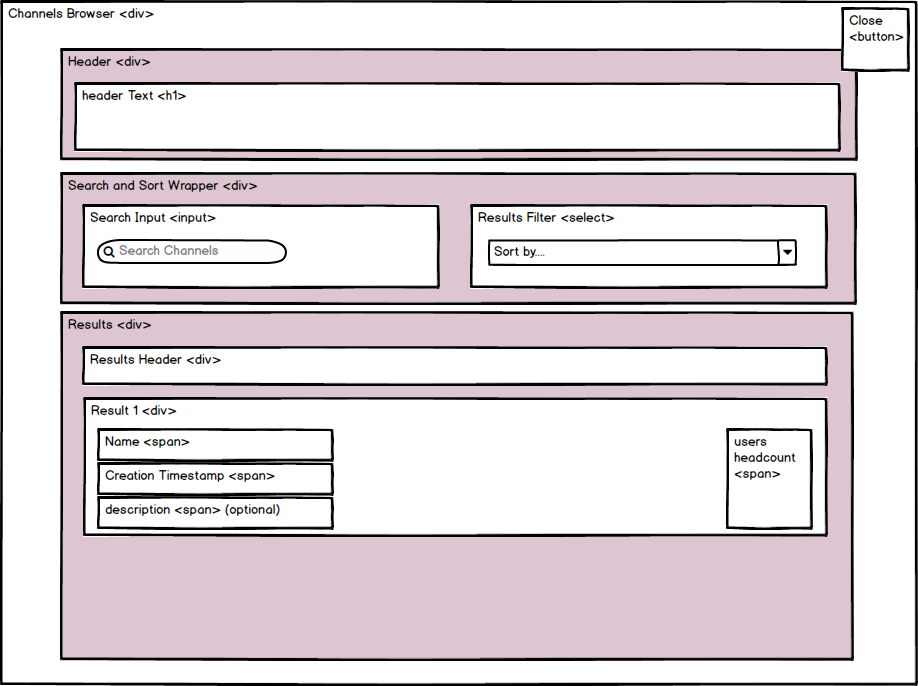 Channels Browser <div>
Close
<button>
Header <div>
header Text <h1>
Search and Sort Wrapper <div>
Search Input <input>
Search Channels
Results Filter <select>
Sort by....
Results <div>
Results Header <div>
Result 1 <div>
Name <span>
Creation Timestamp <span>
description <span> (optional)
users
headcount
<span>